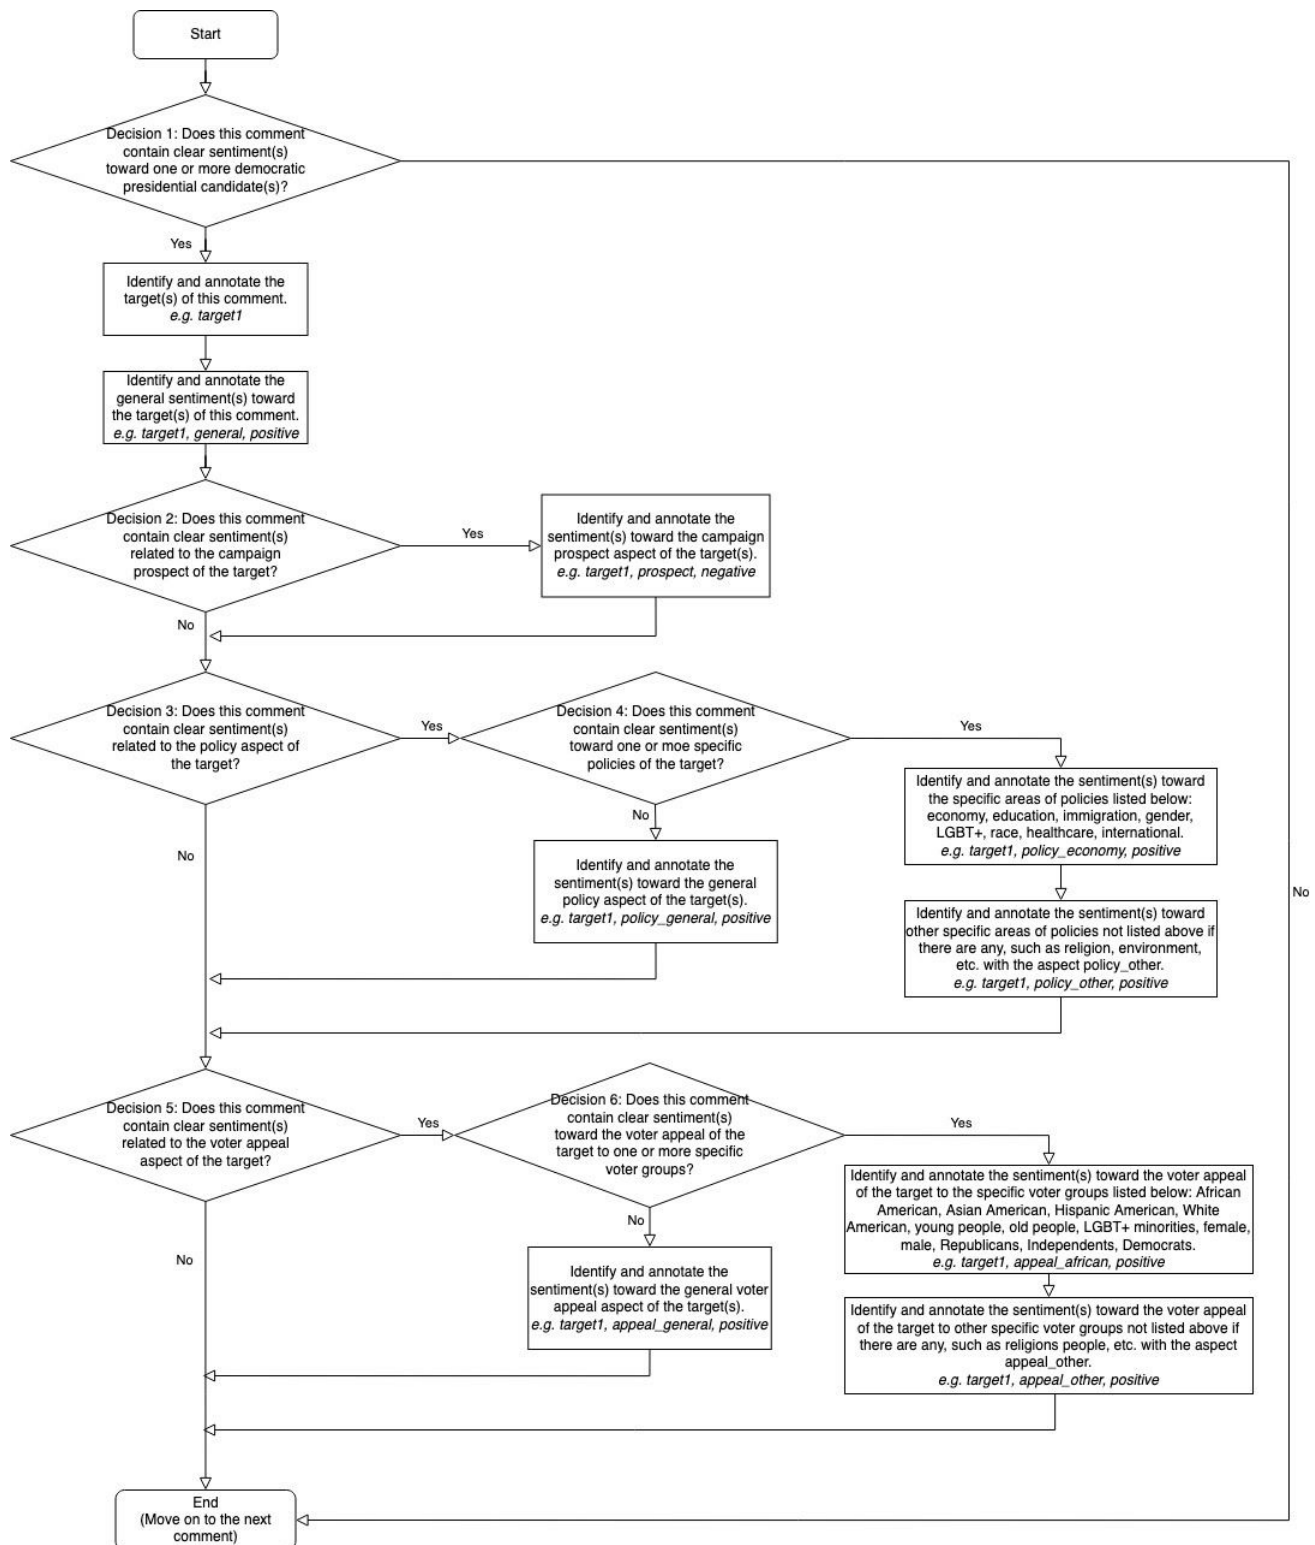 Start
Decision 1: Does this comment
contain clear sentiment(s)
toward one or more democratic
presidential candidate(s)?
Yes
Identify and annotate the
target(s) of this comment.
e.g. target1
Identify and annotate the
general sentiment(s) toward
the target(s) of this comment.
e.g. target1, general, positive
Decision 2: Does this comment
contain clear sentiment(s)
related to the campaign
prospect of the target?
Yes
Identify and annotate the
sentiment(s) toward the campaign
prospect aspect of the target(s).
e.g. target1, prospect, negative
No
Decision 3: Does this comment
contain clear sentiment(s)
related to the policy aspect of
the target?
Yes
Decision 4: Does this comment
contain clear sentiment(s)
toward one or moe specific
policies of the target?
Yes
Identify and annotate the sentiment(s) toward
the specific areas of policies listed below:
economy, education, immigration, gender,
LGBT+, race, healthcare, international.
e.g. target1, policy_economy, positive
No
No
Identify and annotate the
sentiment(s) toward the general
policy aspect of the target(s).
e.g. target1, policy_general, positive
No
Identify and annotate the sentiment(s) toward
other specific areas of policies not listed above if
there are any, such as religion, environment,
etc. with the aspect policy_other.
e.g. target1, policy_other, positive
Decision 5: Does this comment
contain clear sentiment(s)
related to the voter appeal
aspect of the target?
Yes
Decision 6: Does this comment
contain clear sentiment(s)
toward the voter appeal of the
target to one or more specific
voter groups?
Yes
Identify and annotate the sentiment(s) toward the voter appeal
of the target to the specific voter groups listed below: African
American, Asian American, Hispanic American, White
American, young people, old people, LGBT+ minorities, female,
male, Republicans, Independents, Democrats.
e.g. target1, appeal_african, positive
No
No
Identify and annotate the
sentiment(s) toward the general voter
appeal aspect of the target(s).
e.g. target1, appeal_general, positive
Identify and annotate the sentiment(s) toward the voter appeal
of the target to other specific voter groups not listed above if
there are any, such as religions people, etc. with the aspect
appeal_other.
e.g. target1, appeal_other, positive
End
(Move on to the next
comment)